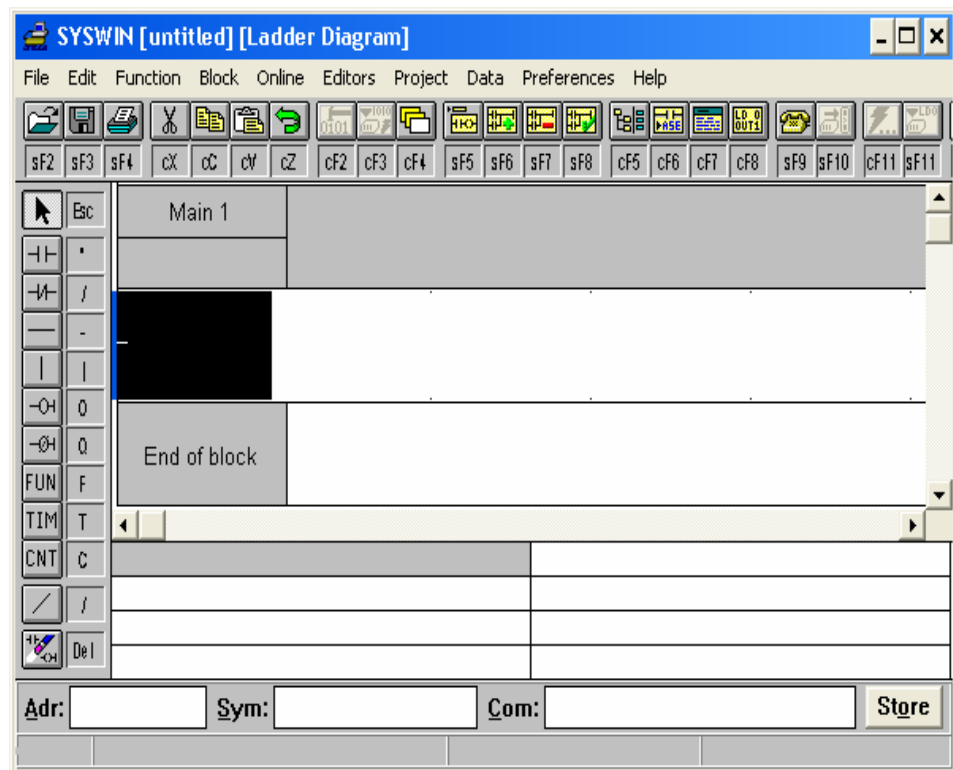 SYSWIN [untitled] [Ladder Diagram]
File Edit Function Block Online Editors Project Data Preferences Help
sF2 sF3 sF4 cX cC cV cZ cF2 cF3 cF4 sF5 sF6 sF7 sF8 cF5 cF6 cF7 cF8 sF9 sF10 cF11 sF11
Esc
Main 1
"
/
-
|
O
Q
End of block
FUN F
TIM T
CNT C
/
Del
Adr: Sym: Com: Store